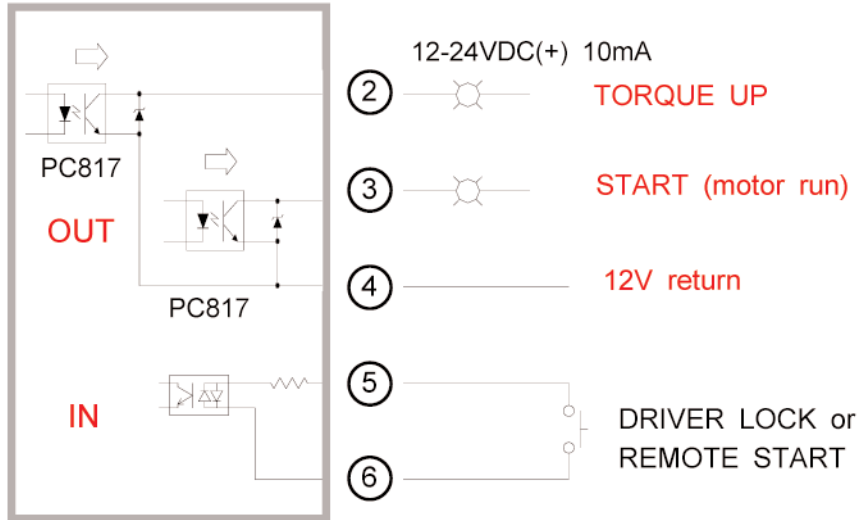 12-24VDC(+) 10mA
2
TORQUE UP
PC817
3
START (motor run)
OUT
4
12V return
PC817
5
IN
DRIVER LOCK or
REMOTE START
6